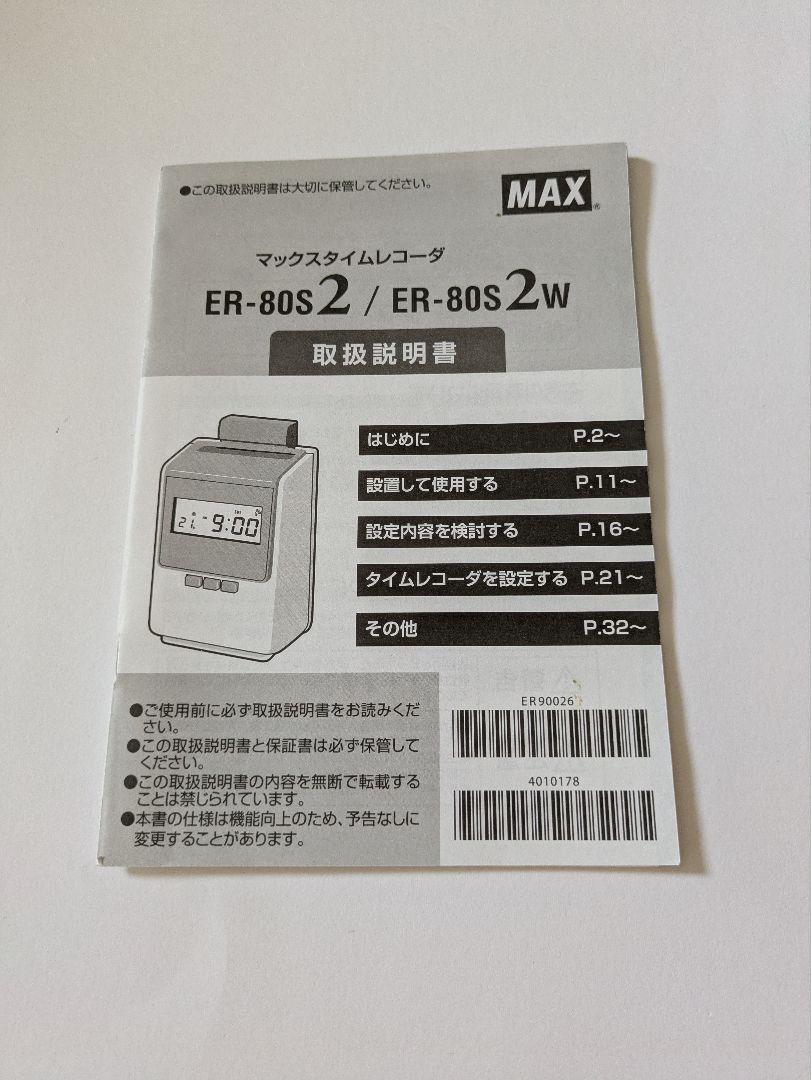 ●この取扱説明書は大切に保管してください。
MAX®
マックスタイムレコーダ
ER-80S2 / ER-80S2W
取扱説明書
はじめに P.2〜
設置して使用する P.11〜
設定内容を検討する P.16〜
タイムレコーダを設定する P.21〜
その他 P.32〜
21. 9:00
●ご使用前に必ず取扱説明書をお読みくだ
さい。
●この取扱説明書と保証書は必ず保管して
ください。
●この取扱説明書の内容を無断で転載する
ことは禁じられています。
●本書の仕様は機能向上のため、予告なしに
変更することがあります。
ER90026
4010178